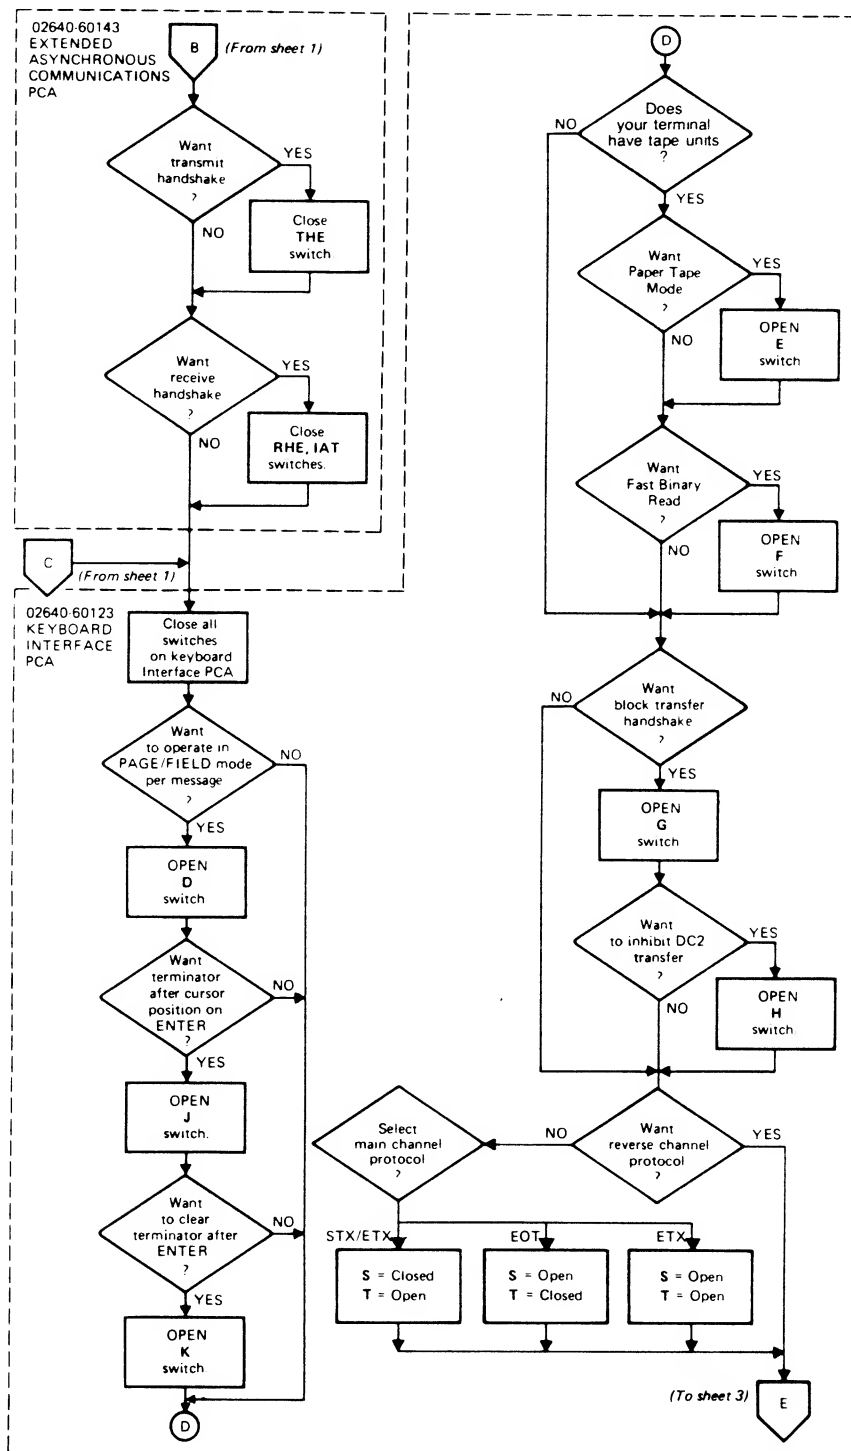 02640-60143
EXTENDED
ASYNCHRONOUS
COMMUNICATIONS
PCA
B
(From sheet 1)
Want
transmit
handshake
?
YES
NO
Close
THE
switch
Want
receive
handshake
?
YES
NO
Close
RHE, IAT
switches.
C
(From sheet 1)
02640-60123
KEYBOARD
INTERFACE
PCA
Close all
switches
on keyboard
Interface PCA
Want
to operate in
PAGE/FIELD mode
per message
?
NO
YES
OPEN
D
switch
Want
terminator
after cursor
position on
ENTER
?
NO
YES
OPEN
J
switch.
Want
to clear
terminator after
ENTER
?
NO
YES
OPEN
K
switch
D
D
Does
your terminal
have tape units
?
NO
YES
Want
Paper Tape
Mode
?
YES
NO
OPEN
E
switch
Want
Fast Binary
Read
?
YES
NO
OPEN
F
switch
Want
block transfer
handshake
?
NO
YES
OPEN
G
switch
Want
to inhibit DC2
transfer
?
YES
NO
OPEN
H
switch
Want
reverse channel
protocol
?
NO
YES
Select
main channel
protocol
?
STX/ETX
EOT
ETX
S = Closed
T = Open
S = Open
T = Closed
S = Open
T = Open
(To sheet 3)
E